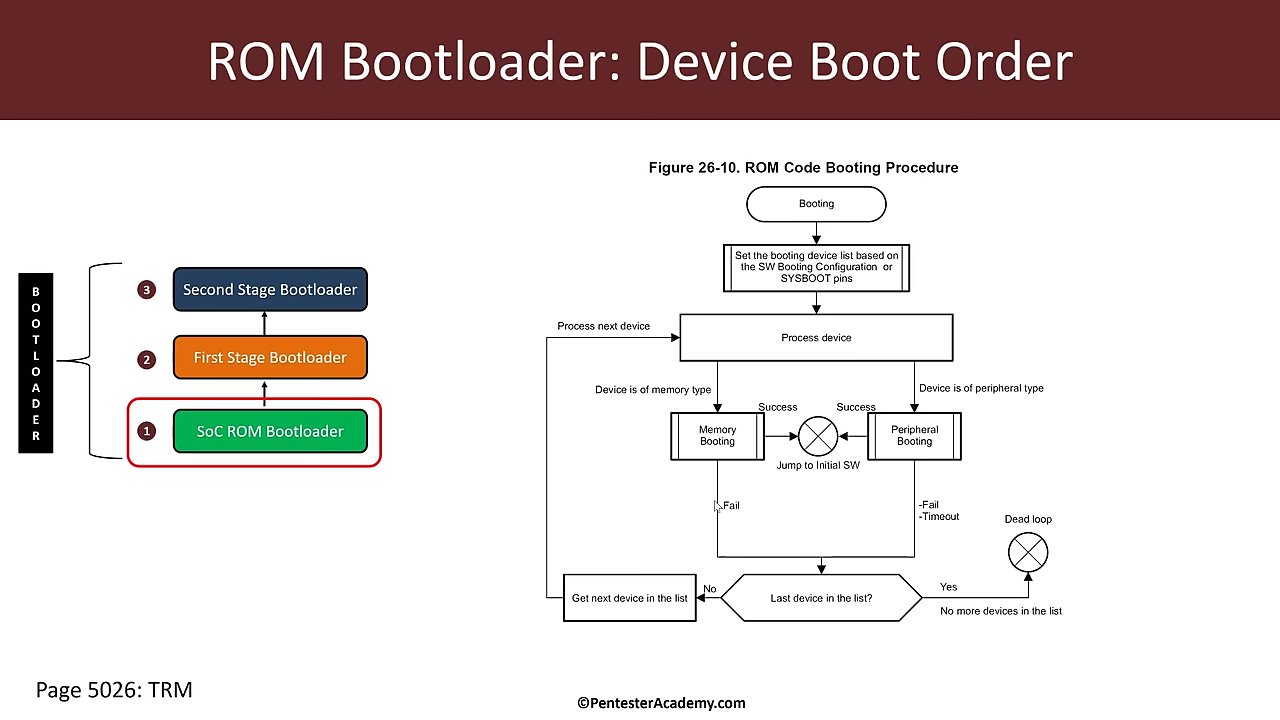 ROM Bootloader: Device Boot Order
BOOTLOADER
3
Second Stage Bootloader
2
First Stage Bootloader
1
SoC ROM Bootloader
Figure 26-10. ROM Code Booting Procedure
Booting
Set the booting device list based on
the SW Booting Configuration or
SYSBOOT pins
Process next device
Process device
Device is of memory type
Device is of peripheral type
Success
Success
Memory
Booting
Peripheral
Booting
Jump to Initial SW
Fail
-Fail
-Timeout
Dead loop
Get next device in the list
No
Last device in the list?
Yes
No more devices in the list
Page 5026: TRM
©PentesterAcademy.com